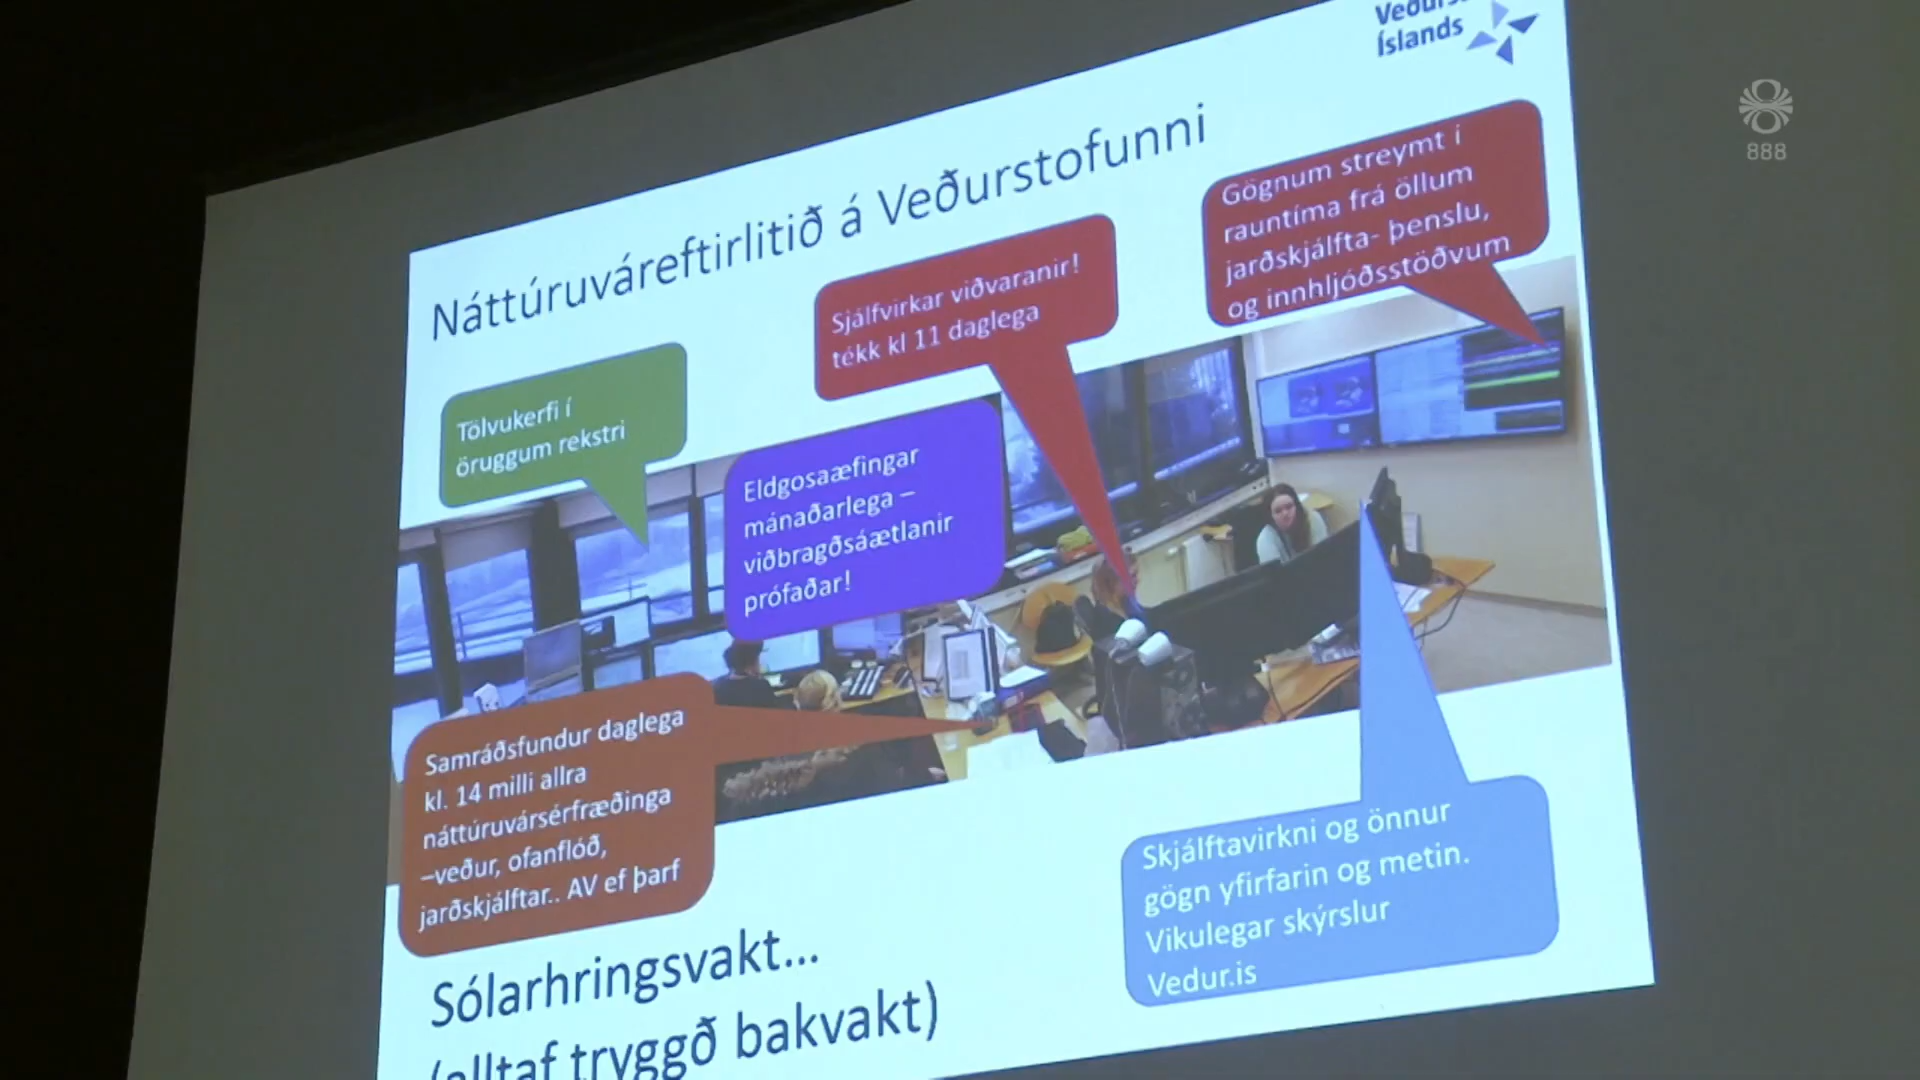 Íslands
888
Náttúruváreftirlitið á Veðurstofunni
Gögnum streymt í
rauntíma frá öllum
jarðskjálfta- þenslu,
og innhljóðsstöðvum
Sjálfvirkar viðvaranir!
tékk kl 11 daglega
Tölvukerfi í
öruggum rekstri
Eldgosaæfingar
mánaðarlega –
viðbragðsáætlanir
prófaðar!
Samráðsfundur daglega
kl. 14 milli allra
náttúruvársérfræðinga
–veður, ofanflóð,
jarðskjálftar.. AV ef þarf
Skjálftavirkni og önnur
gögn yfirfarin og metin.
Vikulegar skýrslur
Vedur.is
Sólarhringsvakt...
(alltaf tryggð bakvakt)